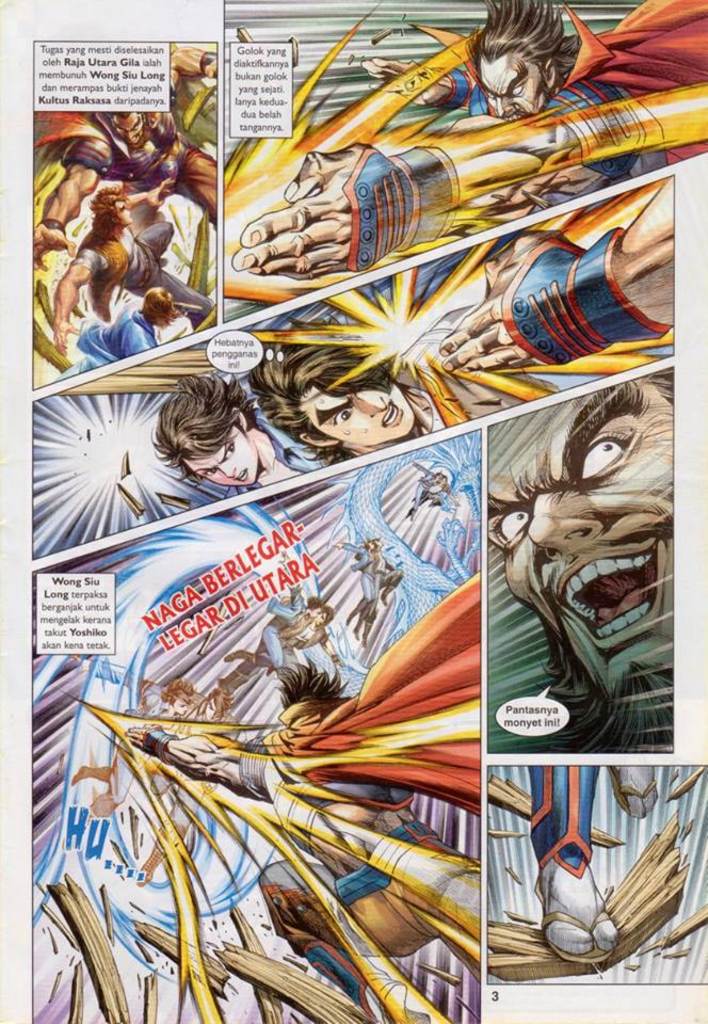 Tugas yang mesti diselesaikan
oleh Raja Utara Gila ialah
membunuh Wong Siu Long
dan merampas bukti jenayah
Kultus Raksasa daripadanya.
Golok yang
diaktifkannya
bukan golok
yang sejati.
Ianya kedua-
dua belah
tangannya.
Hebatnya
pengganas
ini!
Wong Siu
Long terpaksa
berganjak untuk
mengelak kerana
takut Yoshiko
akan kena tetak.
NAGA BERLEGAR-
LEGAR DI-UTARA
HU....
Pantasnya
monyet ini!
3